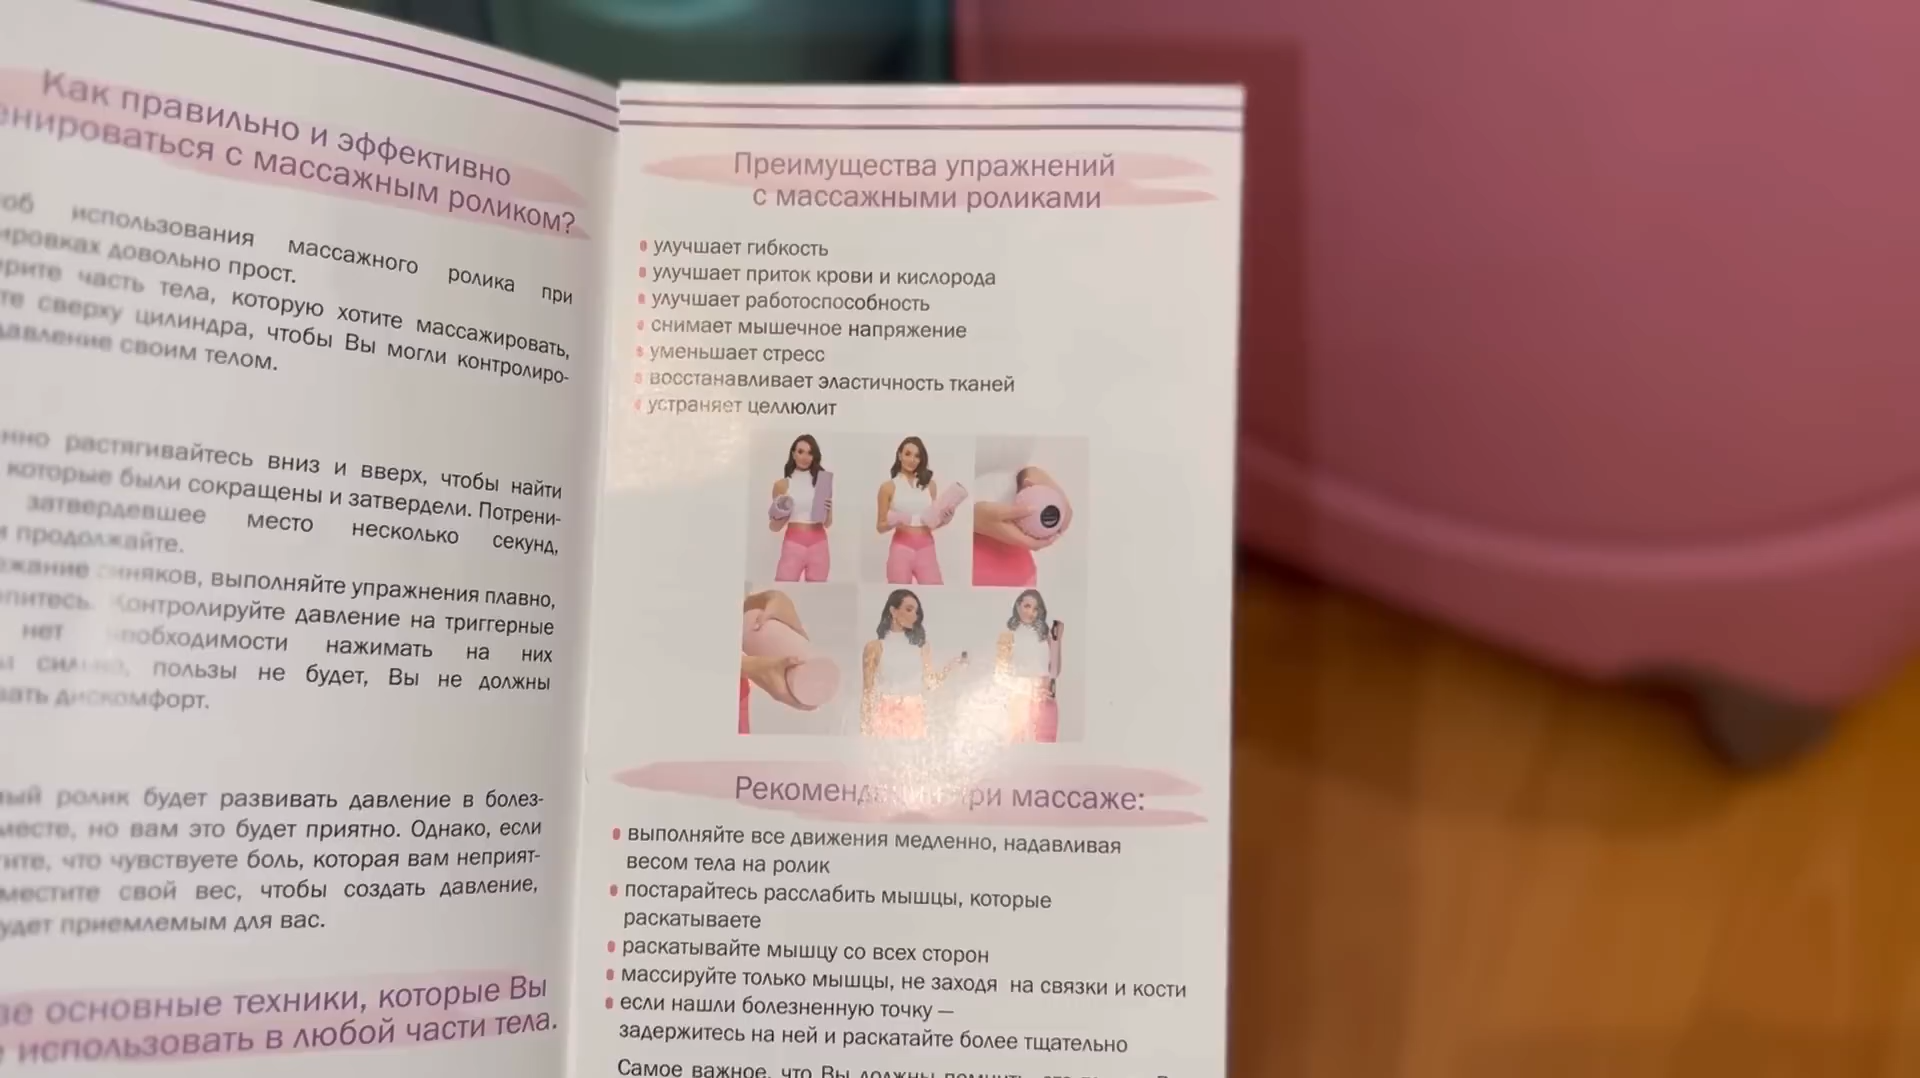 Как правильно и эффективно
с массажным роликом?
использования массажного ролика при
довольно прост.
часть тела, которую хотите массажировать,
сверху цилиндра, чтобы Вы могли контролиро-
давление своим телом.
растягивайтесь вниз и вверх, чтобы найти
которые были сокращены и затвердели. Потрени-
затвердевшее место несколько секунд,
и продолжайте.
синяков, выполняйте упражнения плавно,
Контролируйте давление на триггерные
нет необходимости нажимать на них
пользы не будет, Вы не должны
дискомфорт.
ролик будет развивать давление в болез-
месте, но вам это будет приятно. Однако, если
что чувствуете боль, которая вам неприят-
свой вес, чтобы создать давление,
приемлемым для вас.
основные техники, которые Вы
использовать в любой части тела.
Преимущества упражнений
с массажными роликами
улучшает гибкость
улучшает приток крови и кислорода
улучшает работоспособность
снимает мышечное напряжение
уменьшает стресс
восстанавливает эластичность тканей
устраняет целлюлит
массаже:
выполняйте все движения медленно, надавливая
весом тела на ролик
постарайтесь расслабить мышцы, которые
раскатываете
раскатывайте мышцу со всех сторон
массируйте только мышцы, не заходя на связки и кости
если нашли болезненную точку —
задержитесь на ней и раскатайте более тщательно
Самое важное, что Вы должны